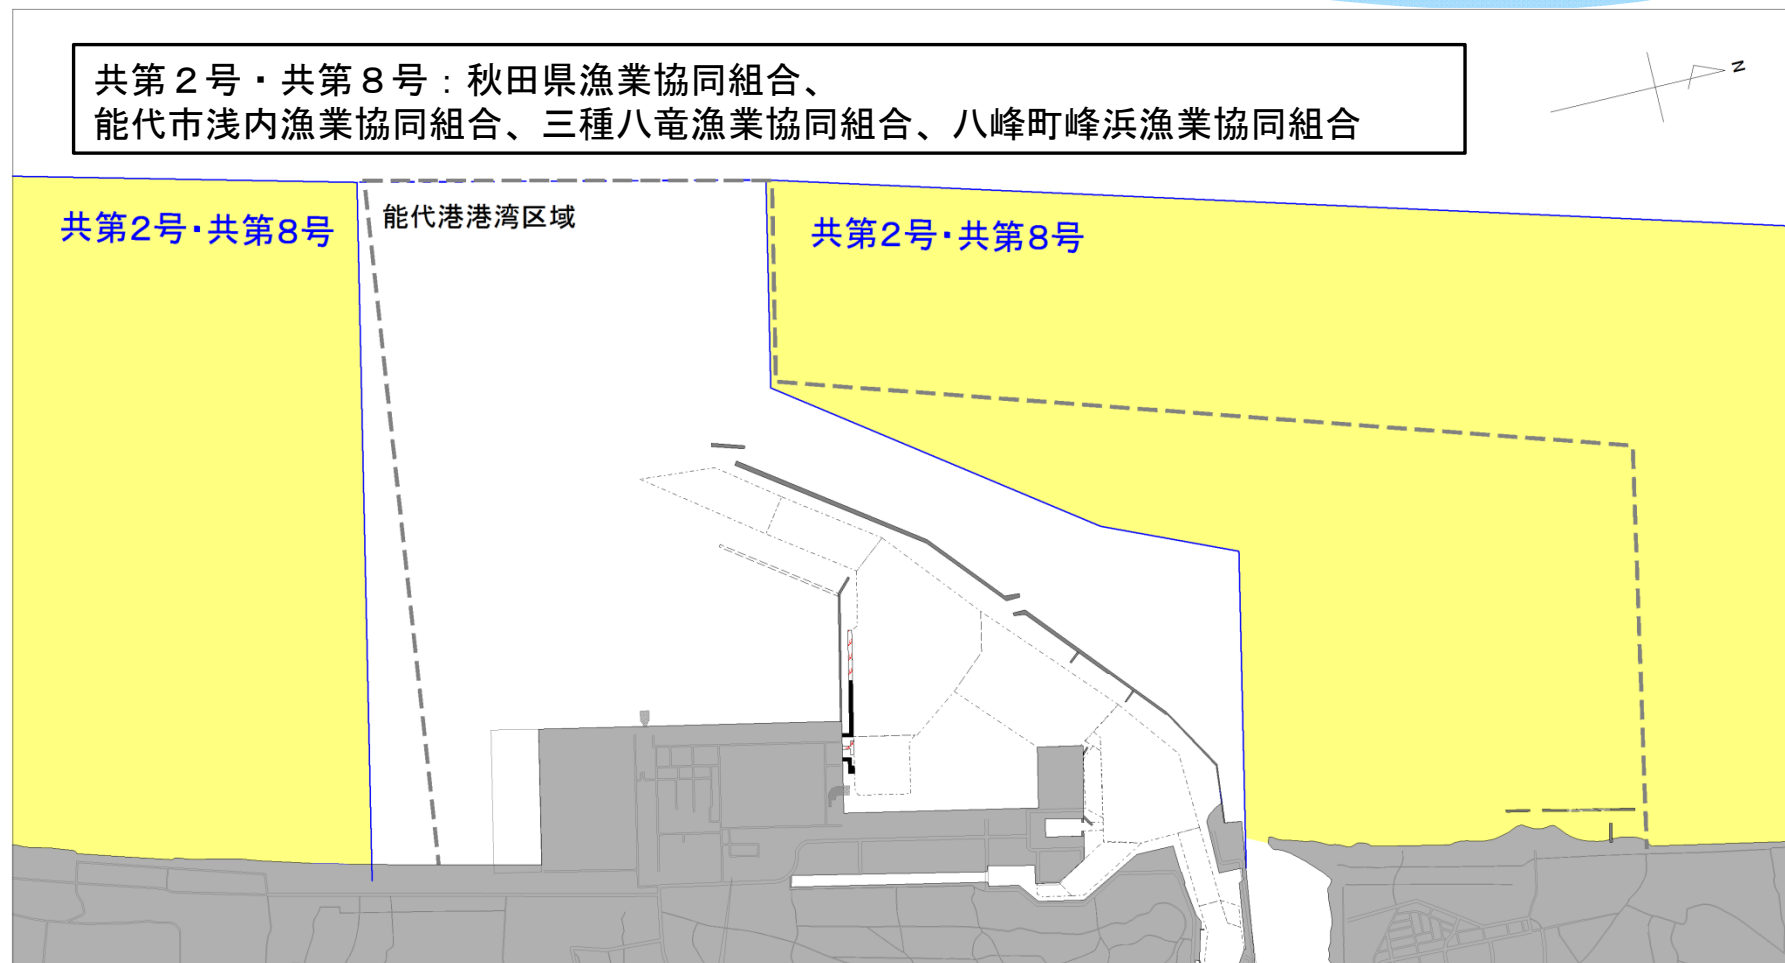 共第２号・共第８号：秋田県漁業協同組合、
能代市浅内漁業協同組合、三種八竜漁業協同組合、八峰町峰浜漁業協同組合
N
共第2号・共第8号
能代港港湾区域
共第2号・共第8号